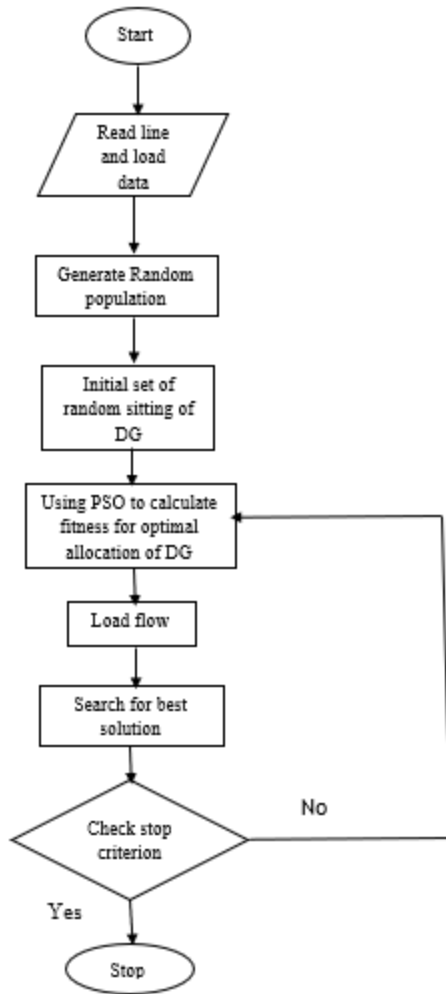 Start
Read line
and load
data
Generate Random
population
Initial set of
random sitting of
DG
Using PSO to calculate
fitness for optimal
allocation of DG
Load flow
Search for best
solution
Check stop
criterion
No
Yes
Stop